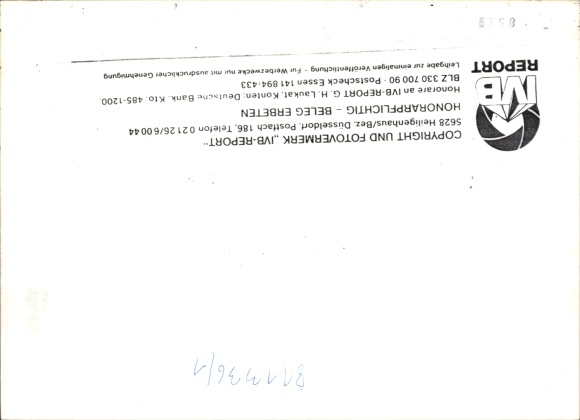 IVB
REPORT
COPYRIGHT UND FOTOVERMERK „IVB-REPORT"
5628 Heiligenhaus/Bez. Düsseldorf, Postfach 186, Telefon 0 21 26/6 00 44
HONORARPFLICHTIG – BELEG ERBETEN
Honorar an IVB-REPORT G. H. Laukat, Konten: Deutsche Bank, Kto. 485-1200,
BLZ 330 700 90 · Postscheck Essen 141 894-433
Leihgabe zur einmaligen Veröffentlichung – Für Werbezwecke nur mit ausdrücklicher Genehmigung